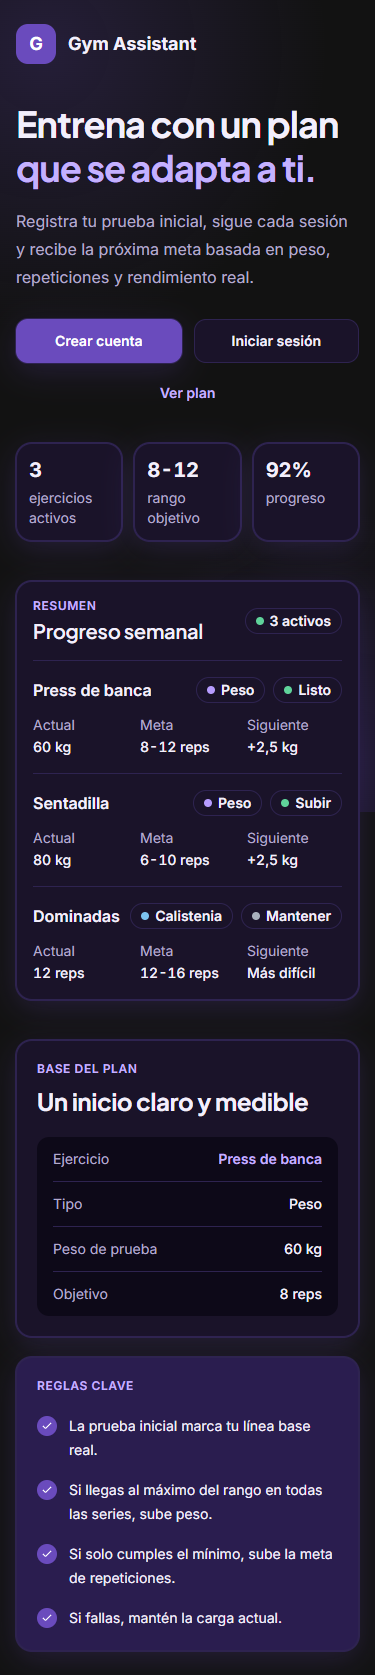 G Gym Assistant
Entrena con un plan
que se adapta a ti.
Registra tu prueba inicial, sigue cada sesión
y recibe la próxima meta basada en peso,
repeticiones y rendimiento real.
Crear cuenta
Iniciar sesión
Ver plan
3
ejercicios
activos
8-12
rango
objetivo
92%
progreso
RESUMEN
Progreso semanal
3 activos
Press de banca
Peso
Listo
Actual
Meta
Siguiente
60 kg
8-12 reps
+2,5 kg
Sentadilla
Peso
Subir
Actual
Meta
Siguiente
80 kg
6-10 reps
+2,5 kg
Dominadas
Calistenia
Mantener
Actual
Meta
Siguiente
12 reps
12-16 reps
Más difícil
BASE DEL PLAN
Un inicio claro y medible
Ejercicio
Press de banca
Tipo
Peso
Peso de prueba
60 kg
Objetivo
8 reps
REGLAS CLAVE
La prueba inicial marca tu línea base
real.
Si llegas al máximo del rango en todas
las series, sube peso.
Si solo cumples el mínimo, sube la meta
de repeticiones.
Si fallas, mantén la carga actual.